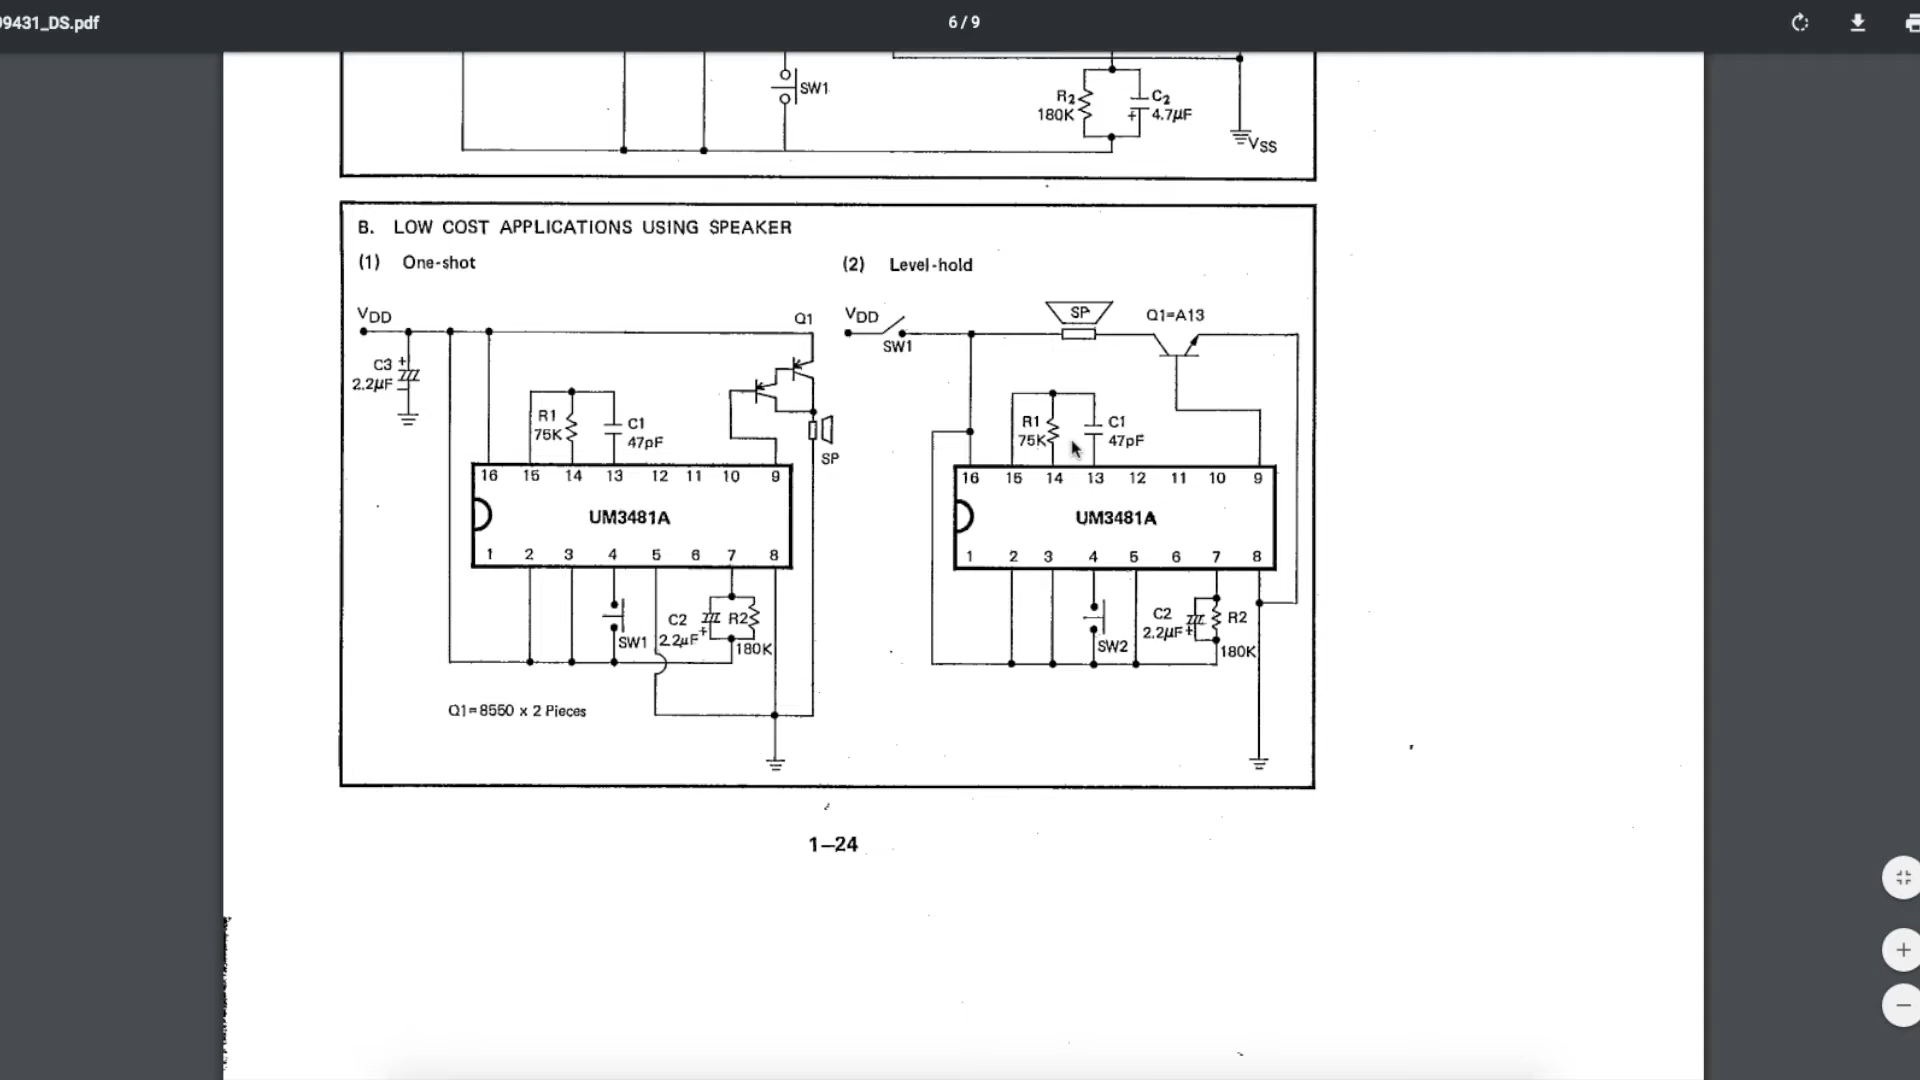 99431_DS.pdf
6 / 9
SW1
R2
180K
C2
4.7µF
VSS
B. LOW COST APPLICATIONS USING SPEAKER
(1) One-shot
(2) Level-hold
VDD
Q1
C3 +
2.2µF
R1
75K
C1
47pF
SP
16 15 14 13 12 11 10 9
UM3481A
1 2 3 4 5 6 7 8
SW1
C2
2.2µF
+
R2
180K
Q1=8550 x 2 Pieces
VDD
SW1
SP
Q1=A13
R1
75K
C1
47pF
16 15 14 13 12 11 10 9
UM3481A
1 2 3 4 5 6 7 8
SW2
C2
2.2µF +
R2
180K
1—24